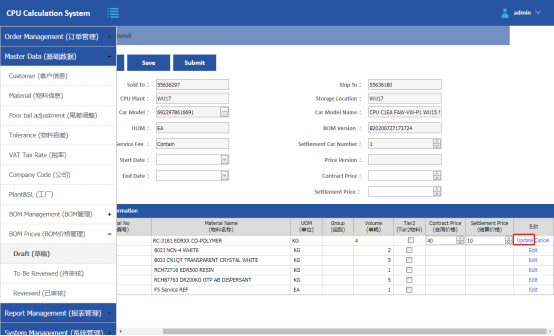 CPU Calculation System
admin
Order Management (订单管理)
Detail
Master Data (基础数据)
Save Submit
Customer (客户信息)
Material (物料信息)
Poor tail adjustment (尾差调整)
Tolerance (物料容差)
VAT Tax Rate (税率)
Company Code (公司)
Plant&SL (工厂)
BOM Management (BOM管理) +
BOM Prices (BOM价格管理) −
Draft (草稿)
To Be Reviewed (待审核)
Reviewed (已审核)
Report Management (报表管理)
System Management (系统管理)
Sold To : 55636297
Ship To : 55636180
CPU Plant : WU17
Storage Location : WU17
Car Model : 6922978616691
Car Model Name : CPU C1EA FAW-VW-P1 WU15
UOM : EA
BOM Version : B20200727173724
Service Fee : Contain
Settlement Car Number : 1
Start Date :
Price Version :
End Date :
Contract Price :
Settlement Price :
ormation
Material Name (物料名称)
UOM (单位)
Group (组别)
Volume (单耗)
Tier2 (Tier2物料)
Contract Price (合同价格)
Settlement Price (结算价格)
Edit
RC-3181 EDRXX CO-POLYMER KG 4 40 10 Update Cancel
802J NCN-4 WHITE KG 2 Edit
803J CN1QT TRANSPARENT CRYSTAL WHITE KG 5 Edit
RCH72716 EDR500 RESIN KG 1 Edit
RCH87763 DR200KG GTP AB DISPERSANT KG 5 Edit
FS Service REF EA 1 Edit